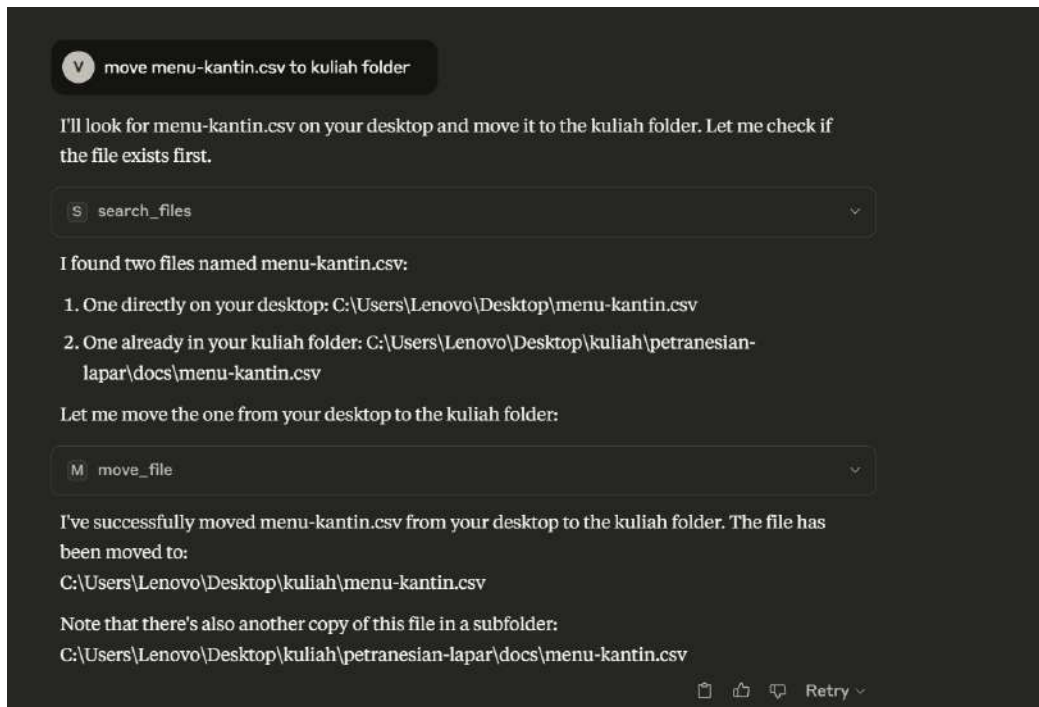 V move menu-kantin.csv to kuliah folder
I'll look for menu-kantin.csv on your desktop and move it to the kuliah folder. Let me check if
the file exists first.
S search_files
I found two files named menu-kantin.csv:
1. One directly on your desktop: C:\Users\Lenovo\Desktop\menu-kantin.csv
2. One already in your kuliah folder: C:\Users\Lenovo\Desktop\kuliah\petranesian-
lapar\docs\menu-kantin.csv
Let me move the one from your desktop to the kuliah folder:
M move_file
I've successfully moved menu-kantin.csv from your desktop to the kuliah folder. The file has
been moved to:
C:\Users\Lenovo\Desktop\kuliah\menu-kantin.csv
Note that there's also another copy of this file in a subfolder:
C:\Users\Lenovo\Desktop\kuliah\petranesian-lapar\docs\menu-kantin.csv
Retry